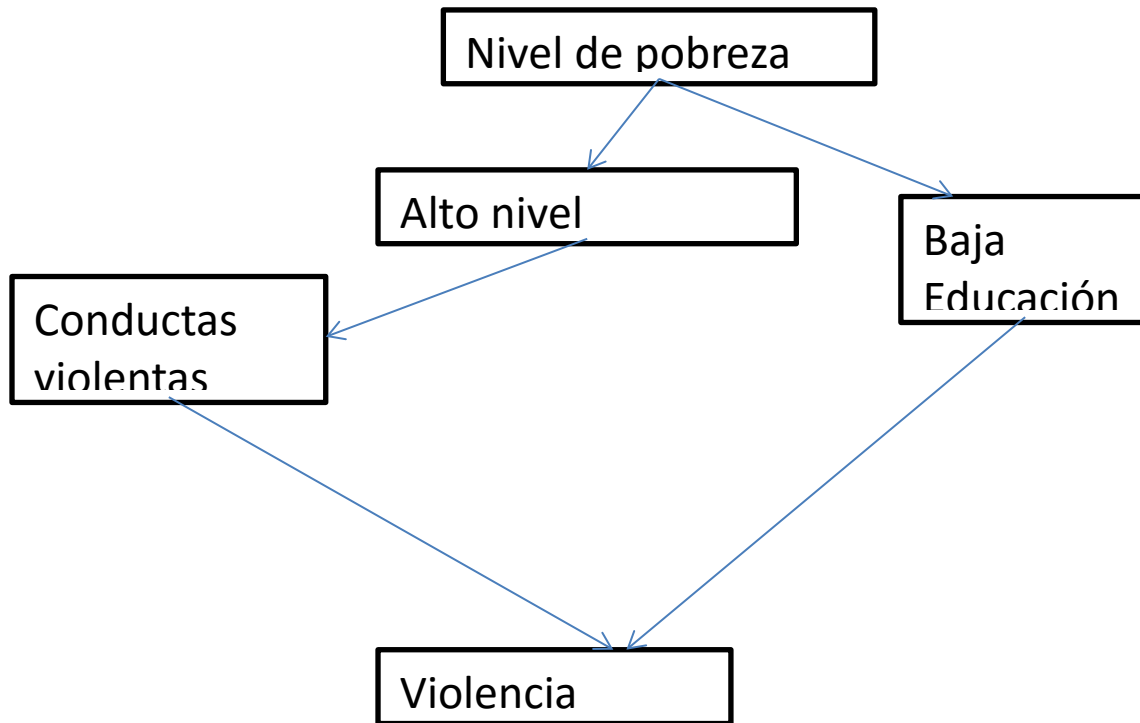 Nivel de pobreza
Alto nivel
Baja
Educación
Conductas
violentas
Violencia